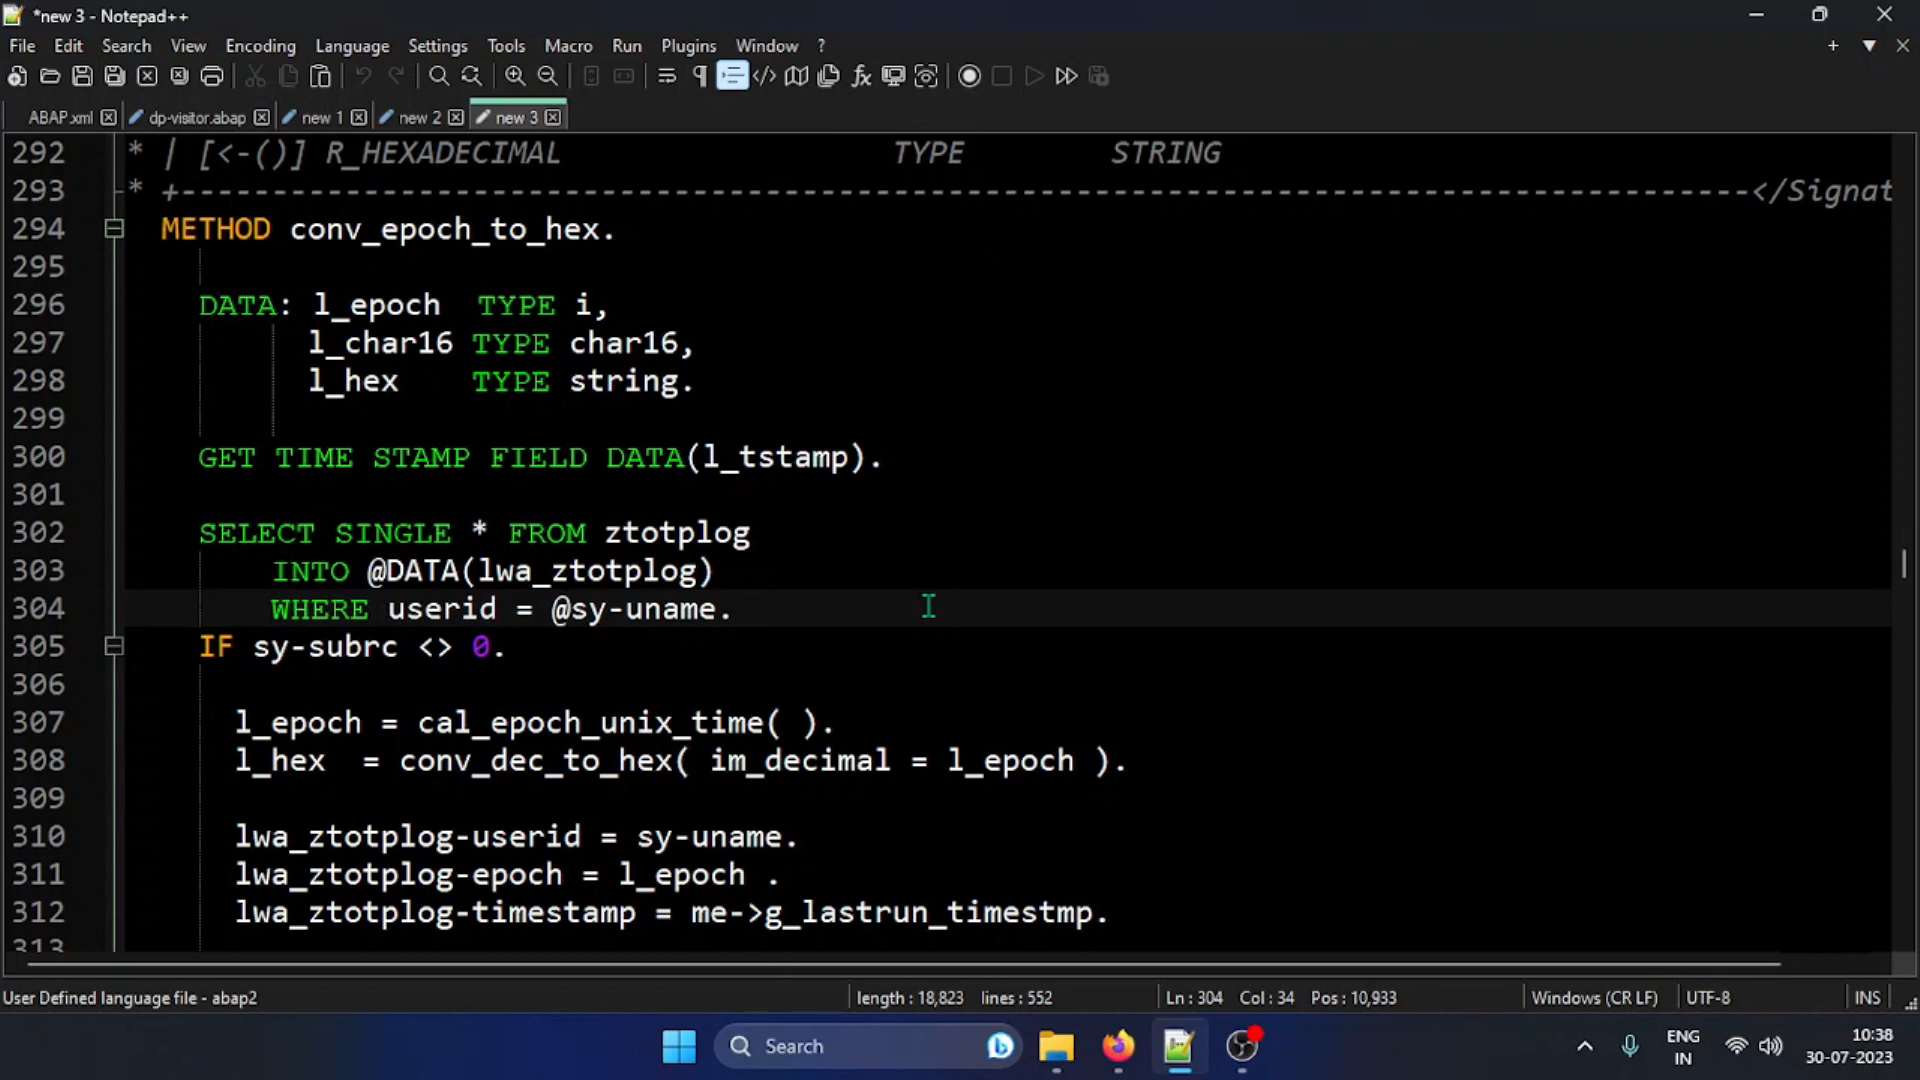 *new 3 - Notepad++
File Edit Search View Encoding Language Settings Tools Macro Run Plugins Window ?
ABAP.xml dp-visitor.abap new 1 new 2 new 3
292 * | [<-()] R_HEXADECIMAL TYPE STRING
293 * +--------------------------------------------------------------------------------------</Signat
294 METHOD conv_epoch_to_hex.
295
296 DATA: l_epoch TYPE i,
297 l_char16 TYPE char16,
298 l_hex TYPE string.
299
300 GET TIME STAMP FIELD DATA(l_tstamp).
301
302 SELECT SINGLE * FROM ztotplog
303 INTO @DATA(lwa_ztotplog)
304 WHERE userid = @sy-uname.
305 IF sy-subrc <> 0.
306
307 l_epoch = cal_epoch_unix_time( ).
308 l_hex = conv_dec_to_hex( im_decimal = l_epoch ).
309
310 lwa_ztotplog-userid = sy-uname.
311 lwa_ztotplog-epoch = l_epoch .
312 lwa_ztotplog-timestamp = me->g_lastrun_timestmp.
313
User Defined language file - abap2 length : 18,823 lines : 552 Ln : 304 Col : 34 Pos : 10,933 Windows (CR LF) UTF-8 INS
Search ENG IN 10:38 30-07-2023